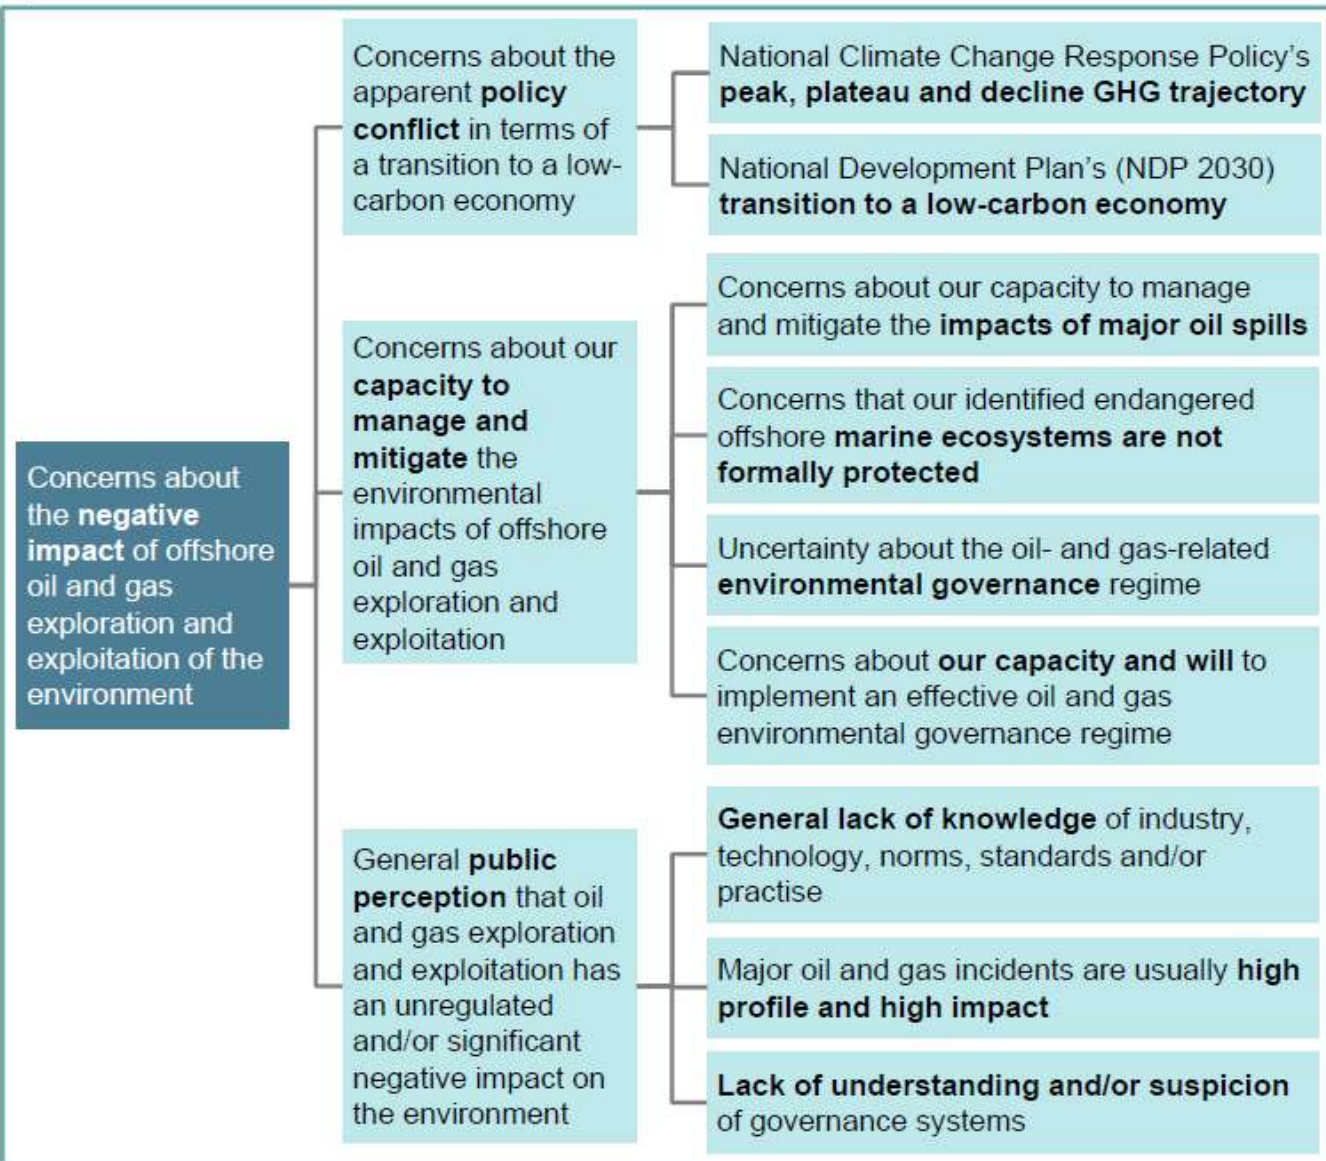 Concerns about
the negative
impact of offshore
oil and gas
exploration and
exploitation of the
environment
Concerns about the
apparent policy
conflict in terms of
a transition to a low-
carbon economy
National Climate Change Response Policy's
peak, plateau and decline GHG trajectory
National Development Plan's (NDP 2030)
transition to a low-carbon economy
Concerns about our
capacity to
manage and
mitigate the
environmental
impacts of offshore
oil and gas
exploration and
exploitation
Concerns about our capacity to manage
and mitigate the impacts of major oil spills
Concerns that our identified endangered
offshore marine ecosystems are not
formally protected
Uncertainty about the oil- and gas-related
environmental governance regime
Concerns about our capacity and will to
implement an effective oil and gas
environmental governance regime
General public
perception that oil
and gas exploration
and exploitation has
an unregulated
and/or significant
negative impact on
the environment
General lack of knowledge of industry,
technology, norms, standards and/or
practise
Major oil and gas incidents are usually high
profile and high impact
Lack of understanding and/or suspicion
of governance systems